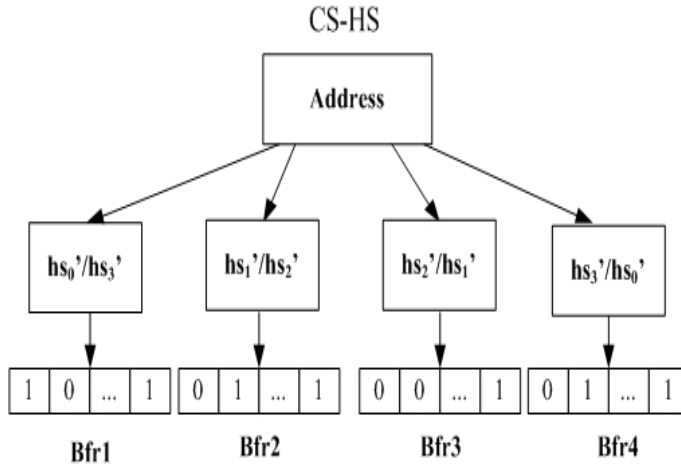 CS-HS
Address
hs₀’/hs₃’ hs₁’/hs₂’ hs₂’/hs₁’ hs₃’/hs₀’
1 0 ... 1 0 1 ... 1 0 0 ... 1 0 1 ... 1
Bfr1 Bfr2 Bfr3 Bfr4